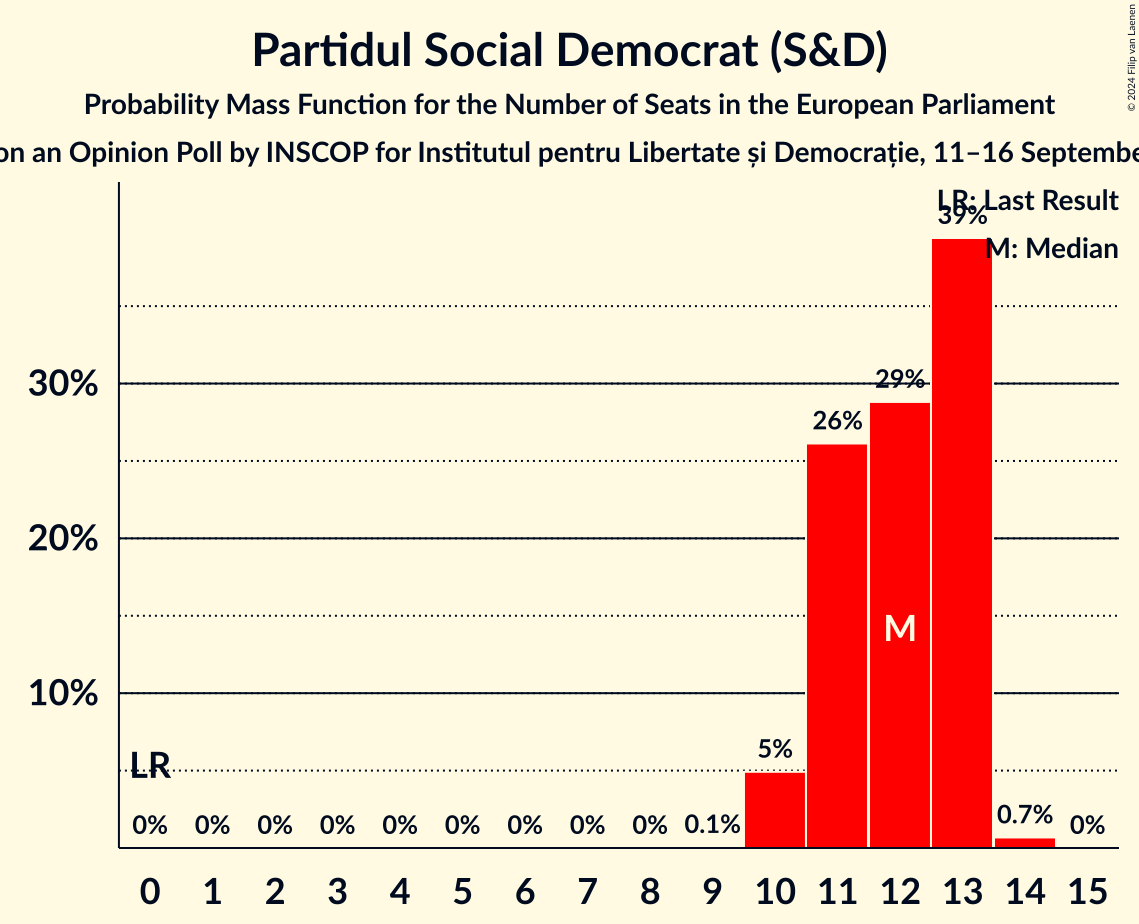 Partidul Social Democrat (S&D)
Probability Mass Function for the Number of Seats in the European Parliament
on an Opinion Poll by INSCOP for Institutul pentru Libertate și Democrație, 11–16 Septembe
© 2024 Filip van Laenen
LR: Last Result
M: Median
39%
30%
29%
26%
20%
M
10%
LR
5%
0% 0% 0% 0% 0% 0% 0% 0% 0% 0.1% 0.7% 0%
0 1 2 3 4 5 6 7 8 9 10 11 12 13 14 15